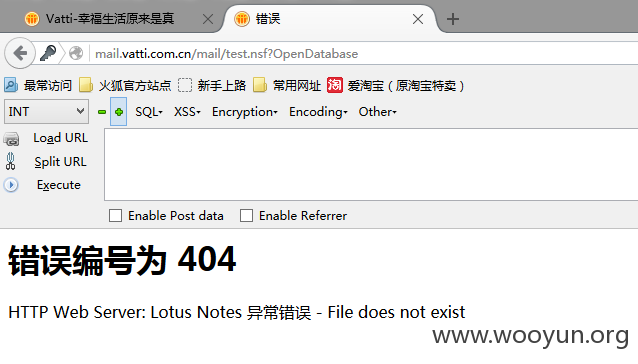 Vatti-幸福生活原来是真
错误
mail.vatti.com.cn/mail/test.nsf?OpenDatabase
最常访问 火狐官方站点 新手上路 常用网址 淘 爱淘宝（原淘宝特卖）
INT SQL XSS Encryption Encoding Other
Load URL
Split URL
Execute
Enable Post data Enable Referrer
错误编号为 404
HTTP Web Server: Lotus Notes 异常错误 - File does not exist
www.wooyun.org